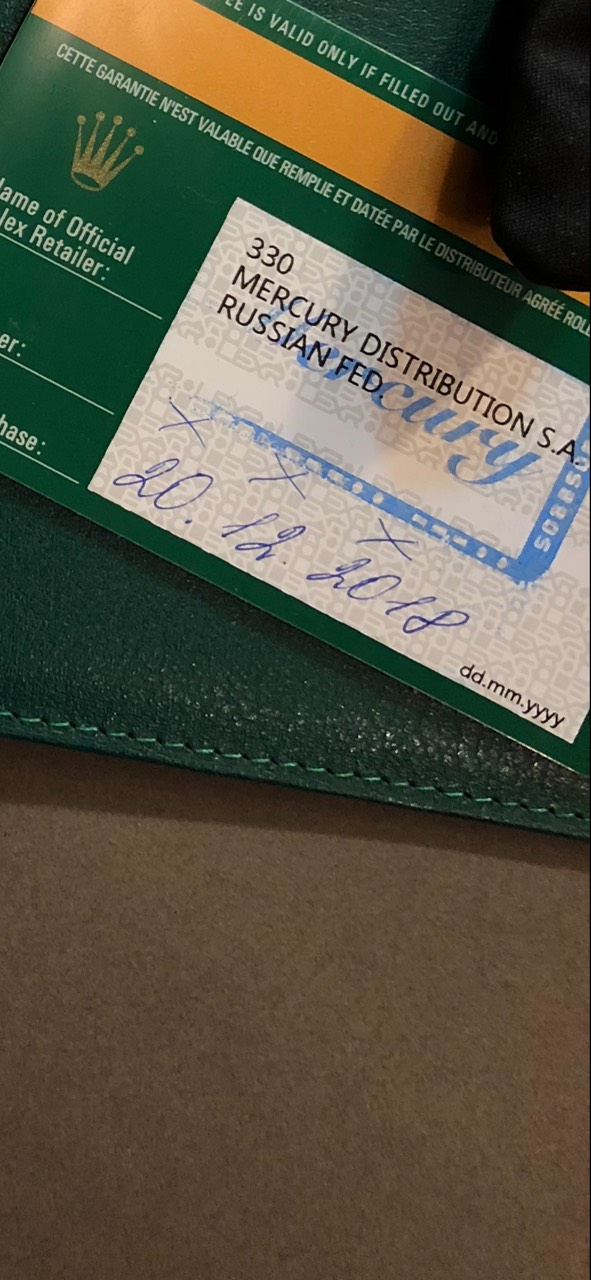 EE IS VALID ONLY IF FILLED OUT AND
CETTE GARANTIE N'EST VALABLE QUE REMPLIE ET DATÉE PAR LE DISTRIBUTEUR AGRÉÉ ROL
ame of Official
lex Retailer:
330
MERCURY DISTRIBUTION S.A.
RUSSIAN FED.
Mercury
er:
hase:
X X X
20.12.2018
dd.mm.yyyy